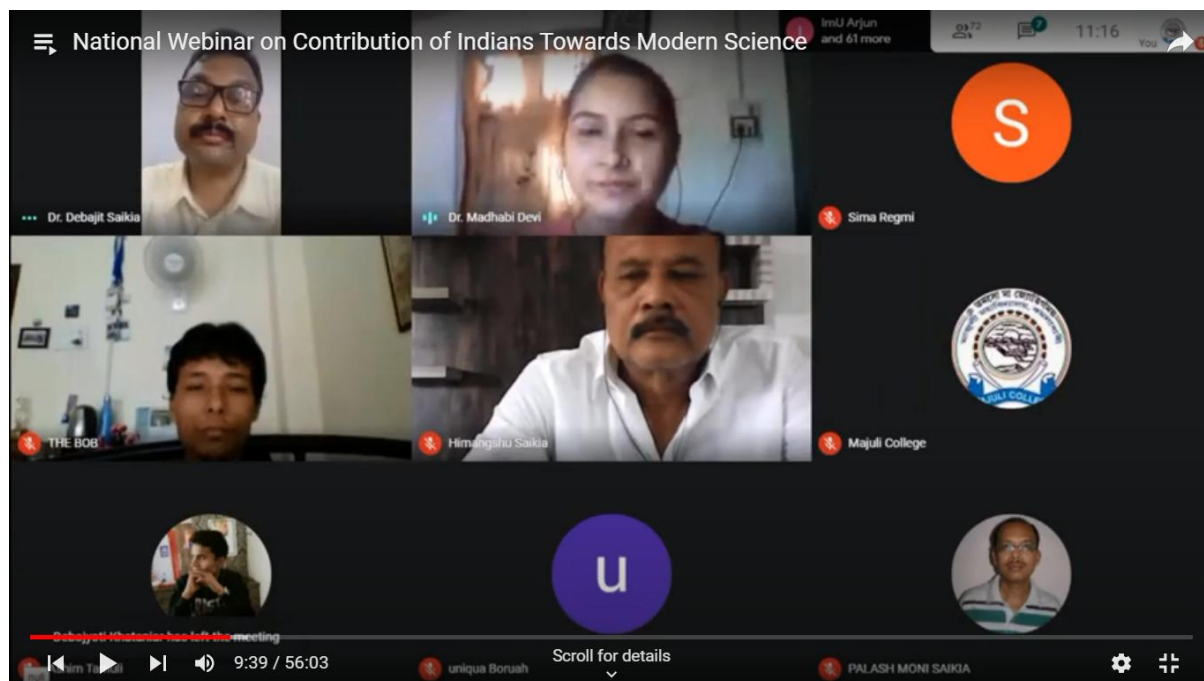 National Webinar on Contribution of Indians Towards Modern Science
ImU Arjun
and 61 more
72
7
11:16
You
Dr. Debajit Saikia
Dr. Madhabi Devi
S
Sima Regmi
THE BOB
Himangshu Saikia
Majuli College
u
has left the meeting
9:39 / 56:03
Scroll for details
uniqua Boruah
PALASH MONI SAIKIA